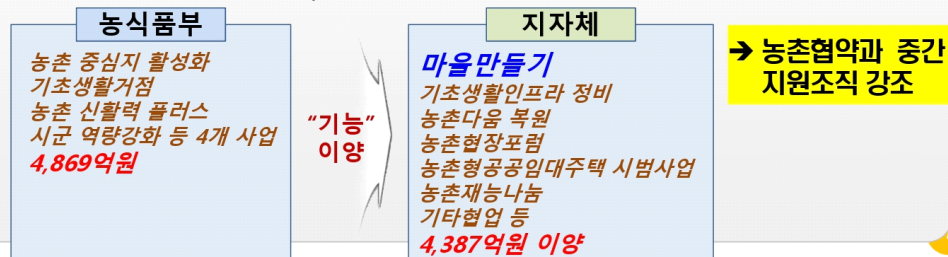 농식품부
농촌 중심지 활성화
기초생활거점
농촌 신활력 플러스
시군 역량강화 등 4개 사업
4,869억원
“기능”
이양
지자체
마을만들기
기초생활인프라 정비
농촌다움 복원
농촌협장포럼
농촌형공공임대주택 시범사업
농촌재능나눔
기타협업 등
4,387억원 이양
➔ 농촌협약과 중간
지원조직 강조